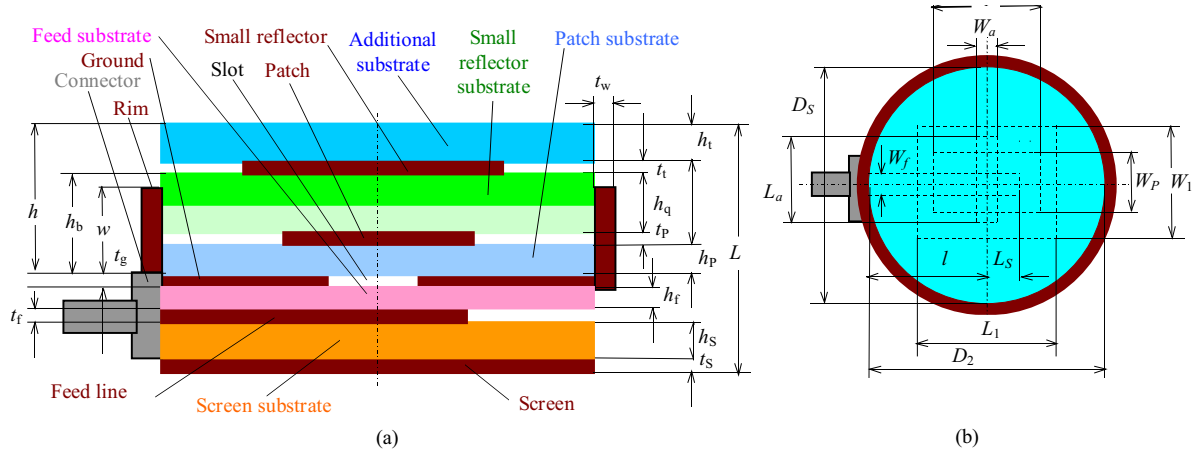 Feed substrate
Ground
Connector
Rim
Small reflector
Slot
Patch
Additional
substrate
Small
reflector
substrate
Patch substrate
t_w
h_t
t_t
h_q
t_P
h_P
h_f
h_S
t_S
L
h
h_b
w
t_g
t_f
Feed line
Screen substrate
Screen
(a)
W_a
D_S
W_f
L_a
W_P
W_1
l
L_S
L_1
D_2
(b)